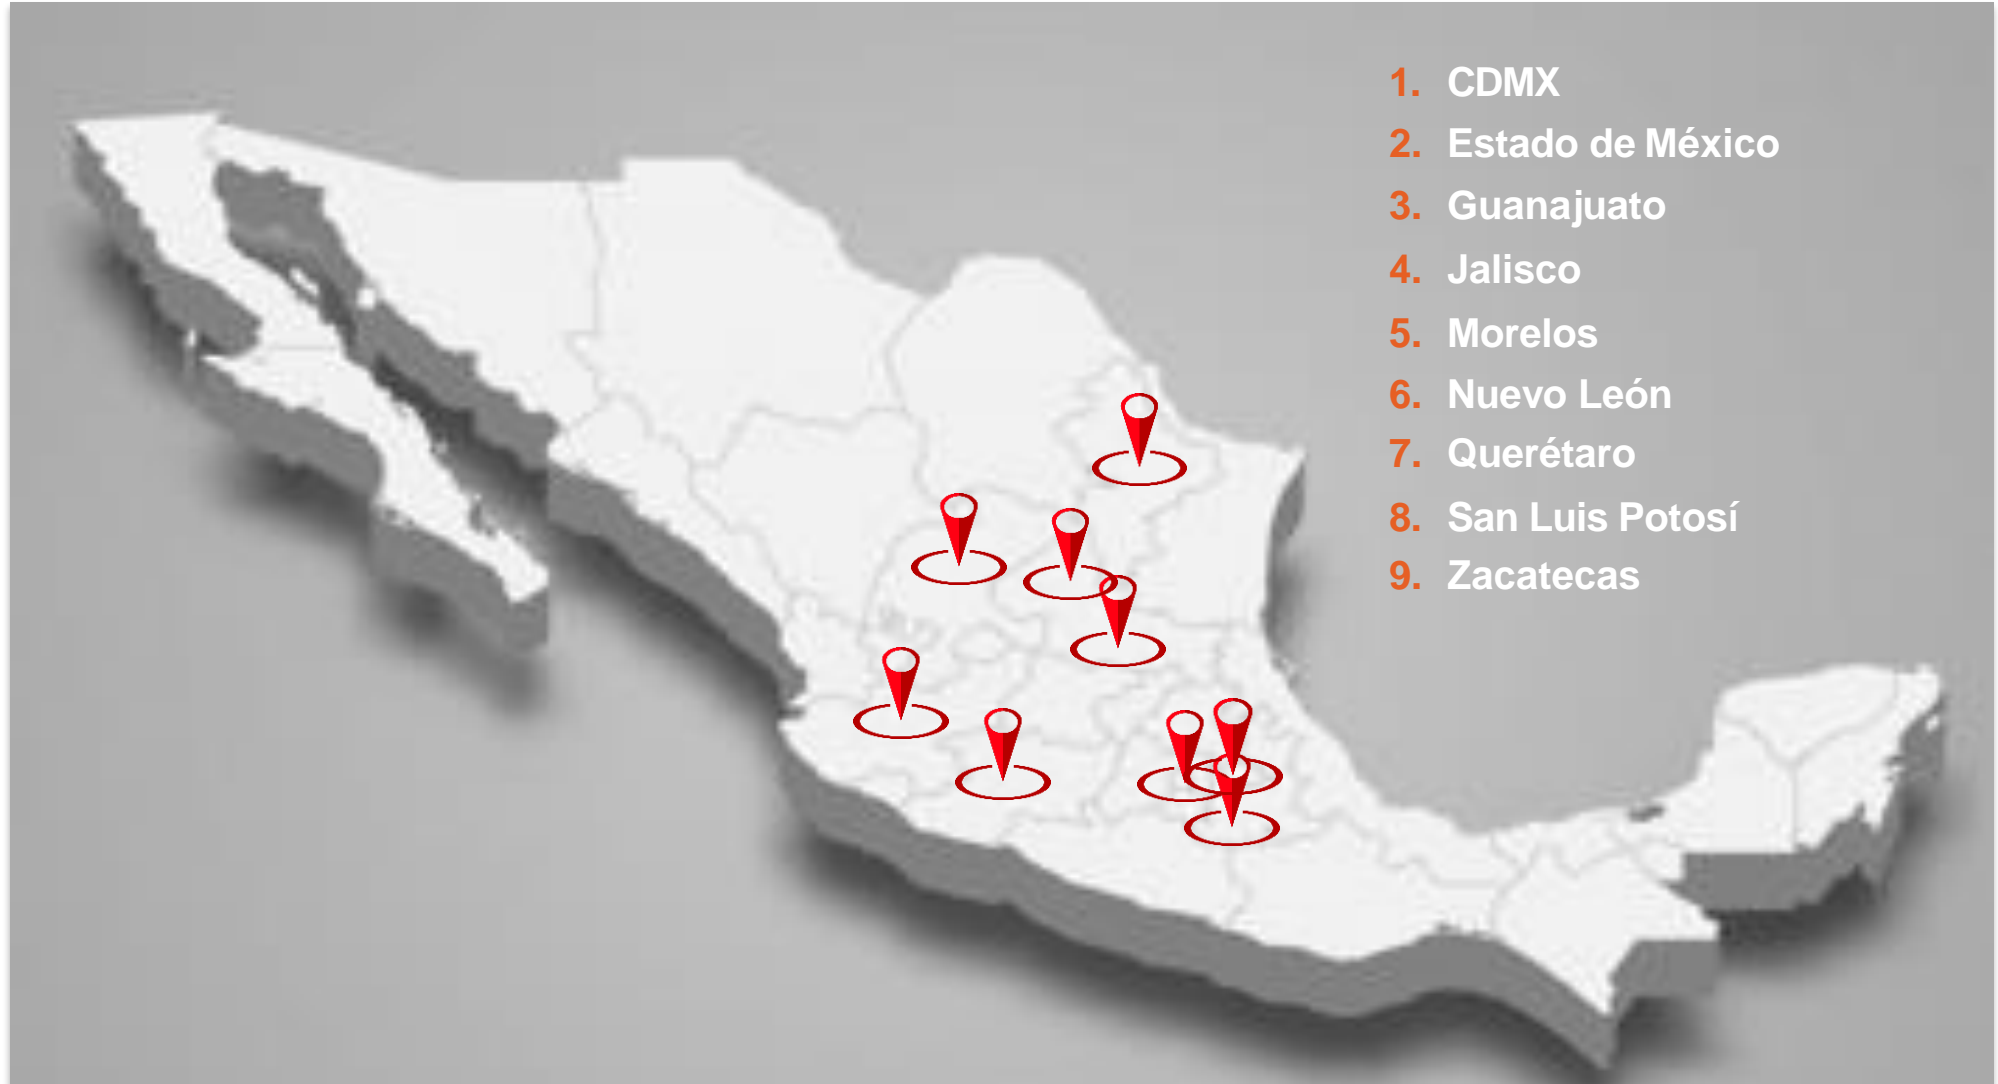 1. CDMX
2. Estado de México
3. Guanajuato
4. Jalisco
5. Morelos
6. Nuevo León
7. Querétaro
8. San Luis Potosí
9. Zacatecas